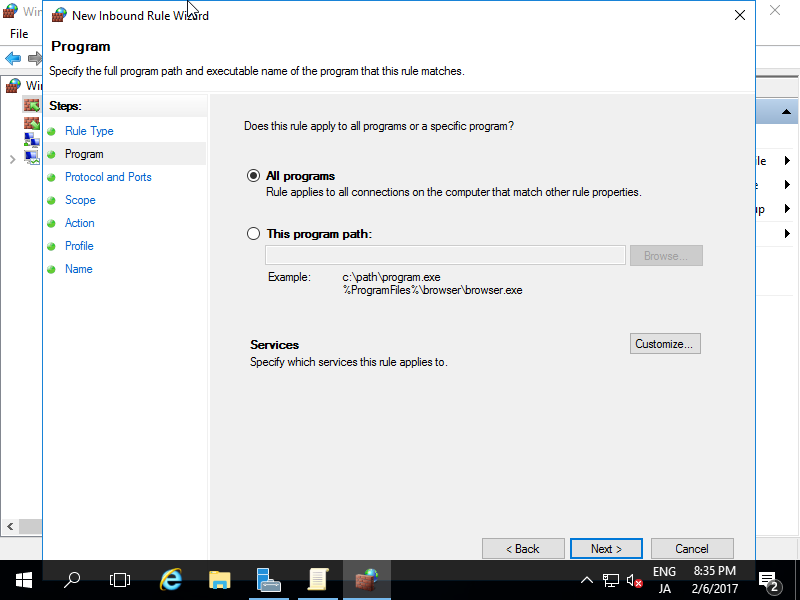 New Inbound Rule Wizard
File
Program
Specify the full program path and executable name of the program that this rule matches.
Steps:
Rule Type
Program
Protocol and Ports
Scope
Action
Profile
Name
Does this rule apply to all programs or a specific program?
All programs
Rule applies to all connections on the computer that match other rule properties.
This program path:
Browse...
Example:
c:\path\program.exe
%ProgramFiles%\browser\browser.exe
Services
Specify which services this rule applies to.
Customize...
< Back
Next >
Cancel
ENG
JA
8:35 PM
2/6/2017
2